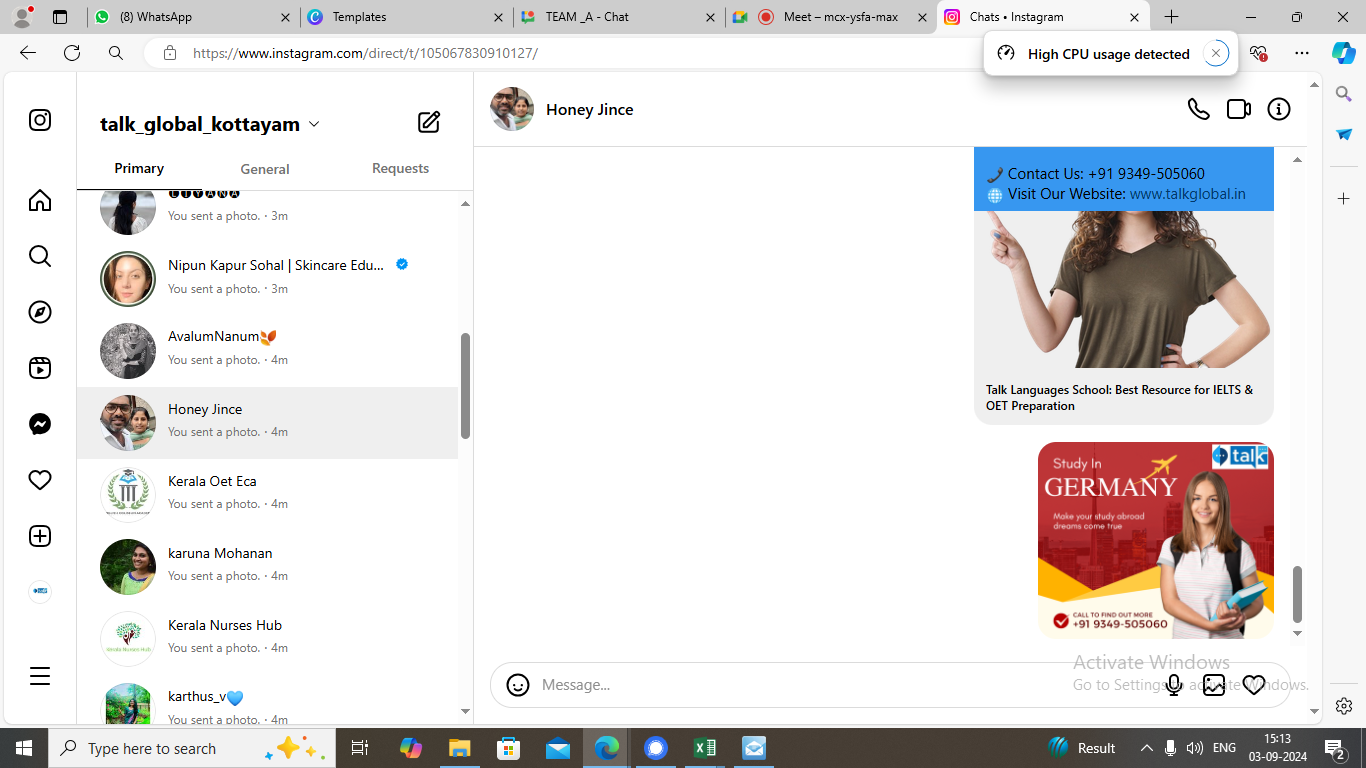 (8) WhatsApp
Templates
TEAM _A - Chat
Meet – mcx-ysfa-max
Chats • Instagram
https://www.instagram.com/direct/t/105067830910127/
High CPU usage detected
talk_global_kottayam
Primary
General
Requests
🅛🅘🅨🅐🅝🅐
You sent a photo. · 3m
Nipun Kapur Sohal | Skincare Edu...
You sent a photo. · 3m
AvalumNanum🍂
You sent a photo. · 4m
Honey Jince
You sent a photo. · 4m
Kerala Oet Eca
You sent a photo. · 4m
karuna Mohanan
You sent a photo. · 4m
Kerala Nurses Hub
You sent a photo. · 4m
karthus_v💙
You sent a photo. · 4m
Honey Jince
📞 Contact Us: +91 9349-505060
🌐 Visit Our Website: www.talkglobal.in
Talk Languages School: Best Resource for IELTS &
OET Preparation
talk
Study In
GERMANY
Make your study abroad
dreams come true
CALL TO FIND OUT MORE
+91 9349-505060
Message...
Activate Windows
Go to Settings to activate Windows.
Type here to search
Result
ENG
15:13
03-09-2024
2